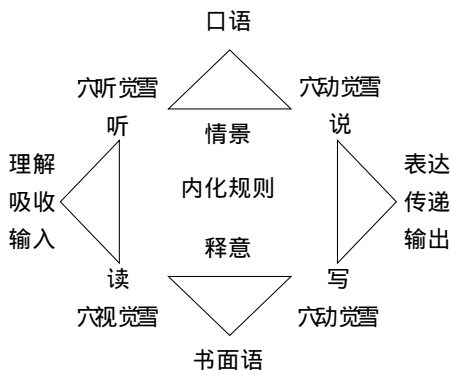 口语
穴听觉雪
穴动觉雪
听
说
情景
理解
吸收
输入
内化规则
表达
传递
输出
释意
读
写
穴视觉雪
穴动觉雪
书面语